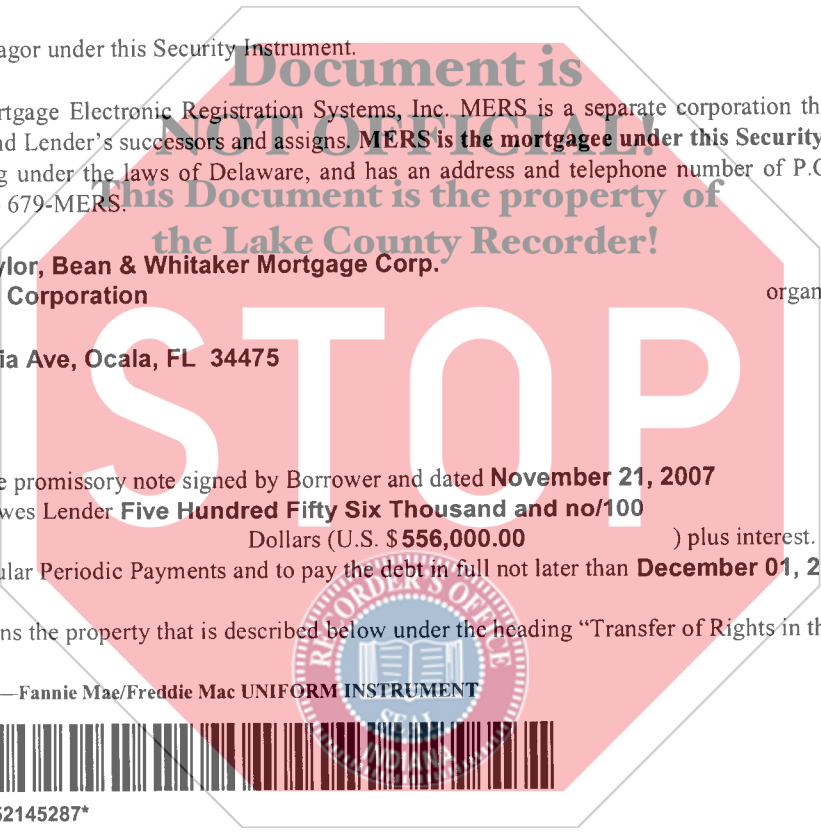 agor under this Security Instrument.
Document is
rtgage Electronic Registration Systems, Inc. MERS is a separate corporation th
NOT OFFICIAL!
nd Lender's successors and assigns. MERS is the mortgagee under this Security
g under the laws of Delaware, and has an address and telephone number of P.O
This Document is the property of
679-MERS.
the Lake County Recorder!
ylor, Bean & Whitaker Mortgage Corp.
Corporation organ
STOP
ia Ave, Ocala, FL 34475
e promissory note signed by Borrower and dated November 21, 2007
wes Lender Five Hundred Fifty Six Thousand and no/100
Dollars (U.S. $ 556,000.00 ) plus interest.
ular Periodic Payments and to pay the debt in full not later than December 01, 2
ns the property that is described below under the heading “Transfer of Rights in th
RECORDER'S OFFICE
—Fannie Mae/Freddie Mac UNIFORM INSTRUMENT
SEAL
INDIANA
52145287*